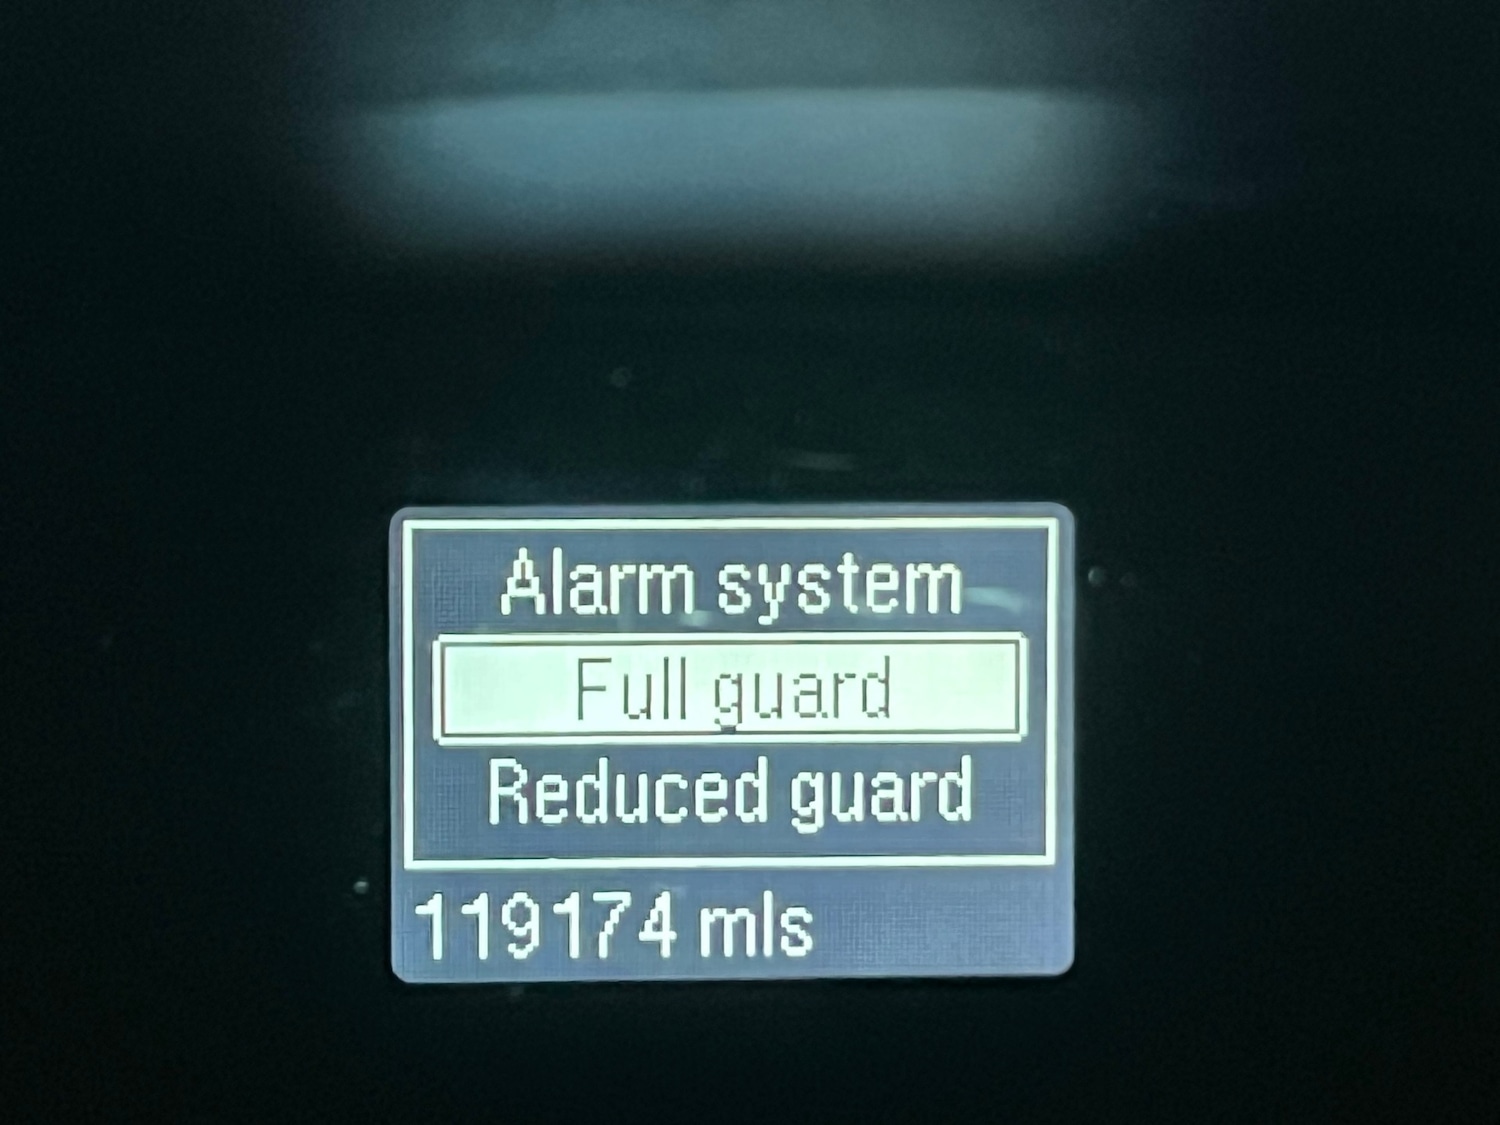 Alarm system
Full guard
Reduced guard
119174 mls